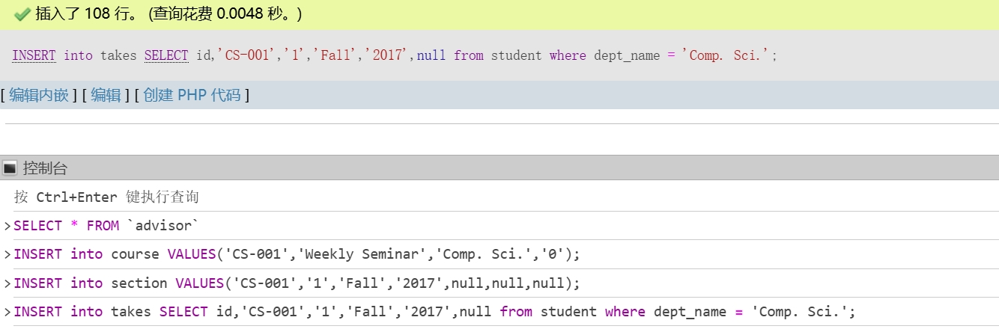 插入了 108 行。 (查询花费 0.0048 秒。)
INSERT into takes SELECT id,'CS-001','1','Fall','2017',null from student where dept_name = 'Comp. Sci.';
[ 编辑内嵌 ] [ 编辑 ] [ 创建 PHP 代码 ]
控制台
按 Ctrl+Enter 键执行查询
>SELECT * FROM `advisor`
>INSERT into course VALUES('CS-001','Weekly Seminar','Comp. Sci.','0');
>INSERT into section VALUES('CS-001','1','Fall','2017',null,null,null);
>INSERT into takes SELECT id,'CS-001','1','Fall','2017',null from student where dept_name = 'Comp. Sci.';